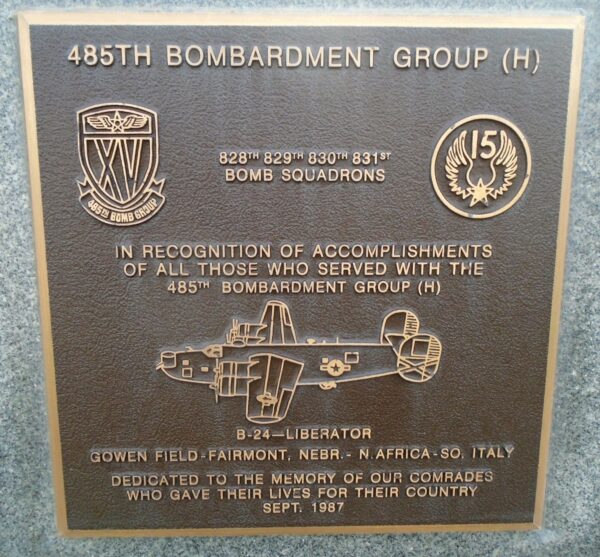 485TH BOMBARDMENT GROUP (H)
XV
485TH BOMB GROUP
828TH 829TH 830TH 831ST
BOMB SQUADRONS
15
IN RECOGNITION OF ACCOMPLISHMENTS
OF ALL THOSE WHO SERVED WITH THE
485TH BOMBARDMENT GROUP (H)
B-24—LIBERATOR
GOWEN FIELD-FAIRMONT, NEBR.- N.AFRICA-SO. ITALY
DEDICATED TO THE MEMORY OF OUR COMRADES
WHO GAVE THEIR LIVES FOR THEIR COUNTRY
SEPT. 1987